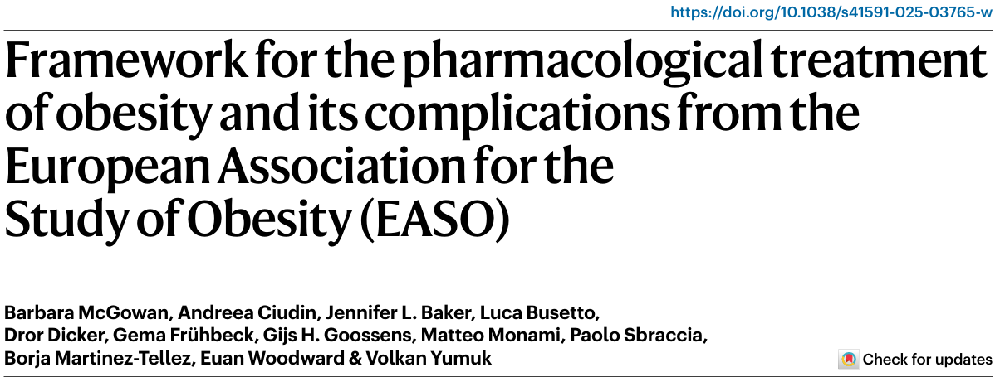 https://doi.org/10.1038/s41591-025-03765-w
Framework for the pharmacological treatment
of obesity and its complications from the
European Association for the
Study of Obesity (EASO)
Barbara McGowan, Andreea Ciudin, Jennifer L. Baker, Luca Busetto,
Dror Dicker, Gema Frühbeck, Gijs H. Goossens, Matteo Monami, Paolo Sbraccia,
Borja Martinez-Tellez, Euan Woodward & Volkan Yumuk
Check for updates